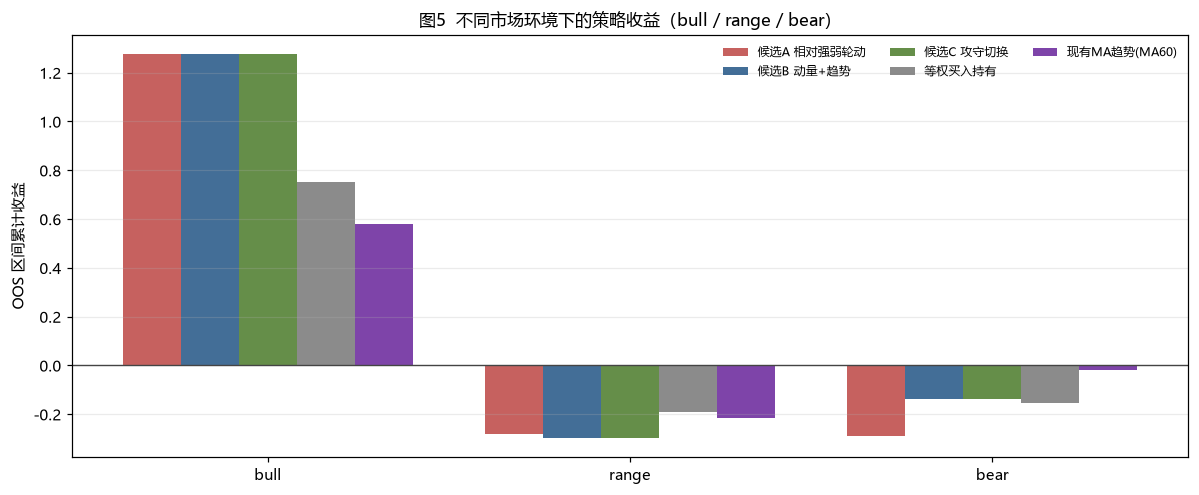 图5 不同市场环境下的策略收益（bull / range / bear）
候选A 相对强弱轮动
候选B 动量+趋势
候选C 攻守切换
等权买入持有
现有MA趋势(MA60)
OOS 区间累计收益
1.2
1.0
0.8
0.6
0.4
0.2
0.0
-0.2
bull
range
bear